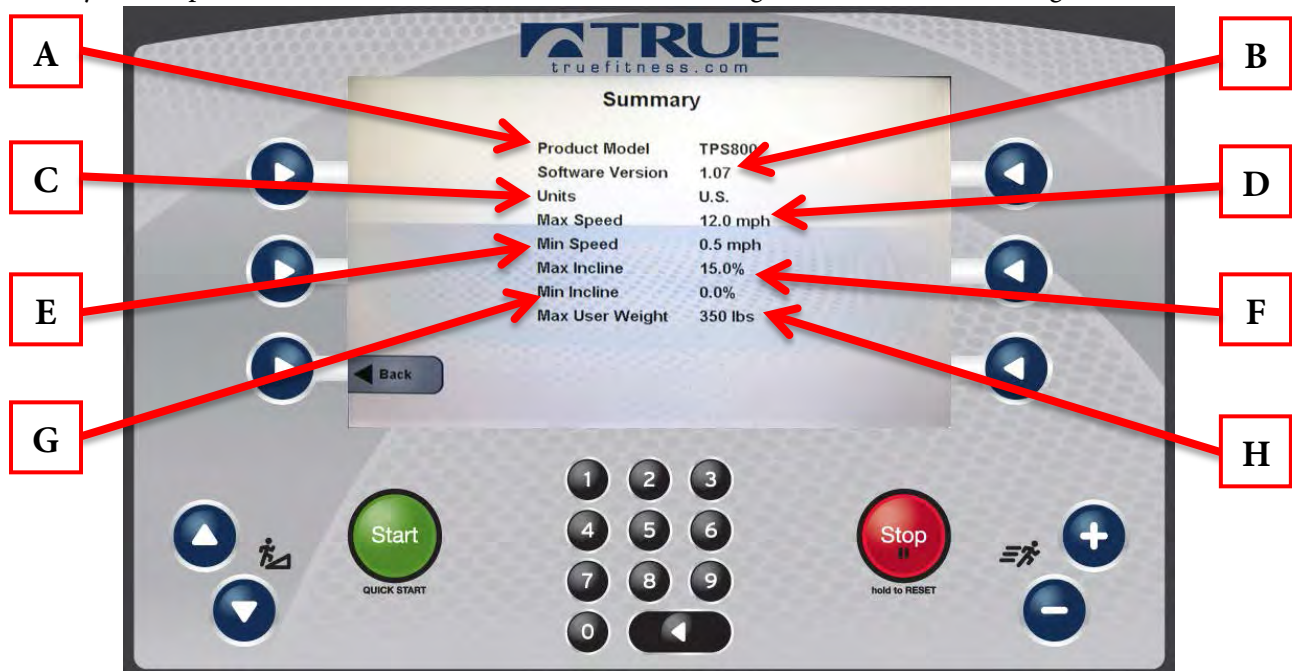 A
B
C
D
E
F
G
H
TRUE
truefitness.com
Summary
Product Model TPS800
Software Version 1.07
Units U.S.
Max Speed 12.0 mph
Min Speed 0.5 mph
Max Incline 15.0%
Min Incline 0.0%
Max User Weight 350 lbs
Back
1 2 3
Start
4 5 6
Stop
QUICK START
7 8 9
hold to RESET
0